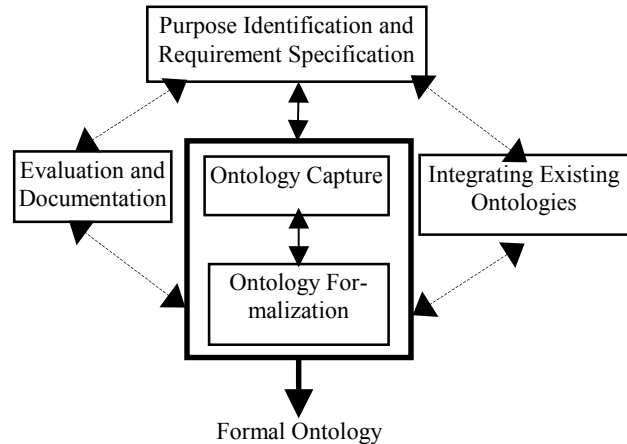 Purpose Identification and
Requirement Specification
Evaluation and
Documentation
Ontology Capture
Integrating Existing
Ontologies
Ontology For-
malization
Formal Ontology